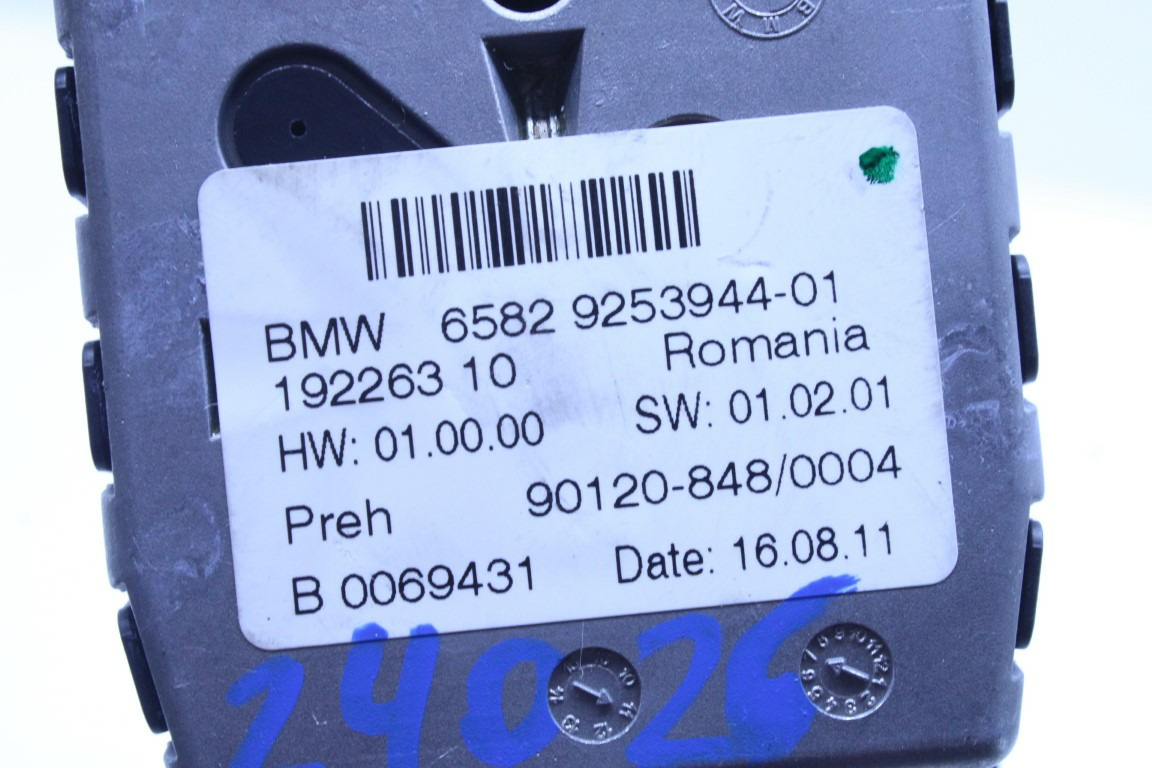 BMW
BMW 6582 9253944-01
192263 10 Romania
HW: 01.00.00 SW: 01.02.01
Preh 90120-848/0004
B 0069431 Date: 16.08.11
24026